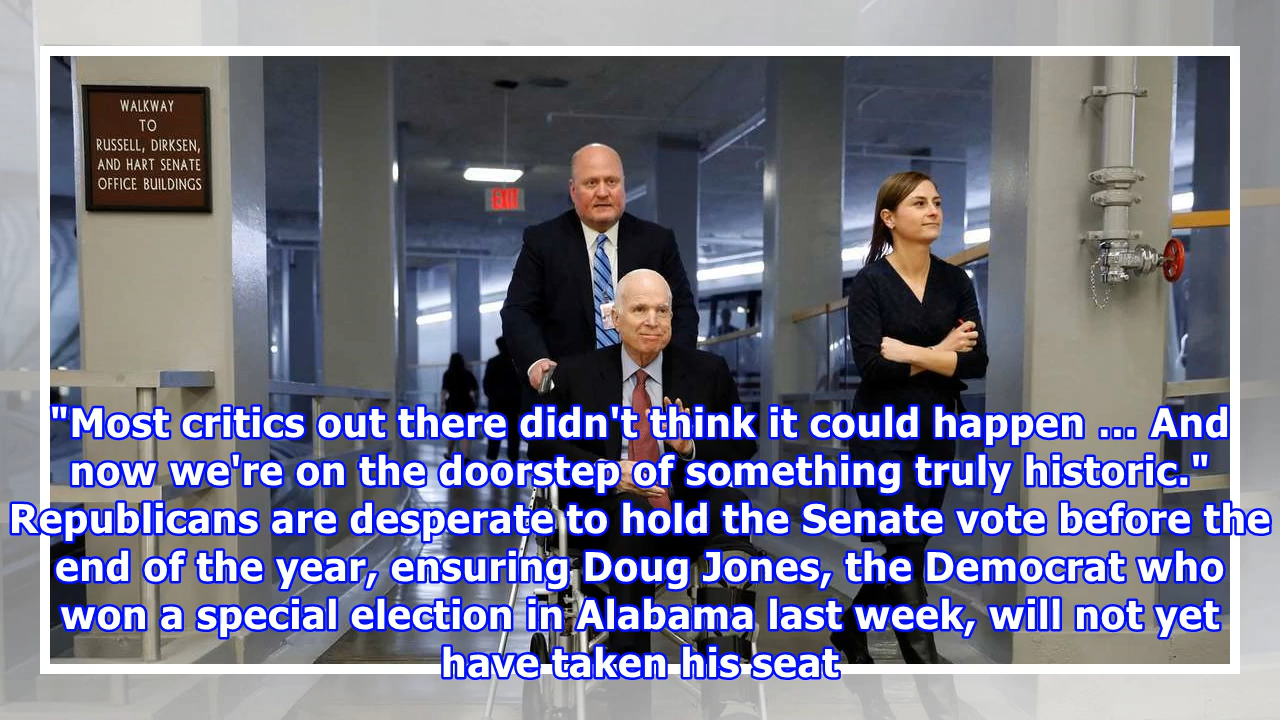 WALKWAY
TO
RUSSELL, DIRKSEN,
AND HART SENATE
OFFICE BUILDINGS
EXIT
"Most critics out there didn't think it could happen ... And
now we're on the doorstep of something truly historic."
Republicans are desperate to hold the Senate vote before the
end of the year, ensuring Doug Jones, the Democrat who
won a special election in Alabama last week, will not yet
have taken his seat